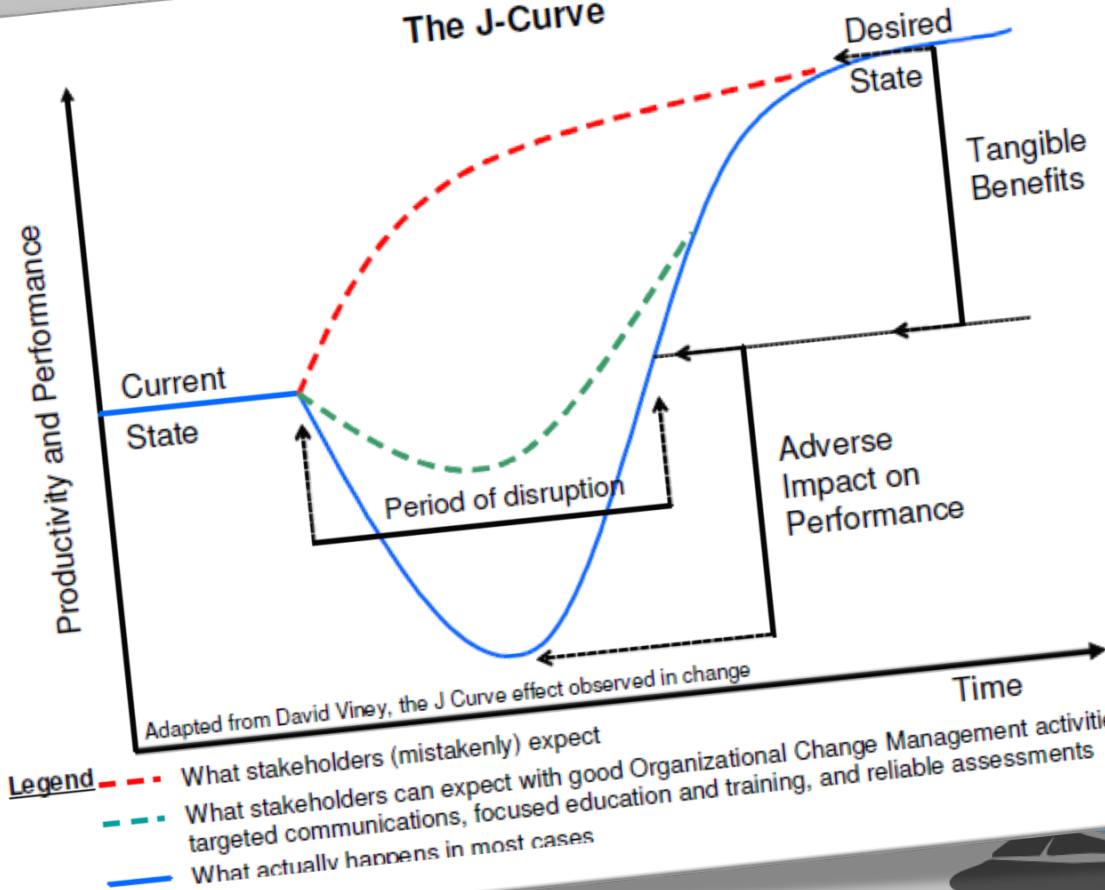 The J-Curve
Desired
State
Tangible
Benefits
Productivity and Performance
Current
State
Period of disruption
Adverse
Impact on
Performance
Adapted from David Viney, the J Curve effect observed in change
Time
Legend
What stakeholders (mistakenly) expect
What stakeholders can expect with good Organizational Change Management
targeted communications, focused education and training, and reliable assessments
What actually happens in most cases